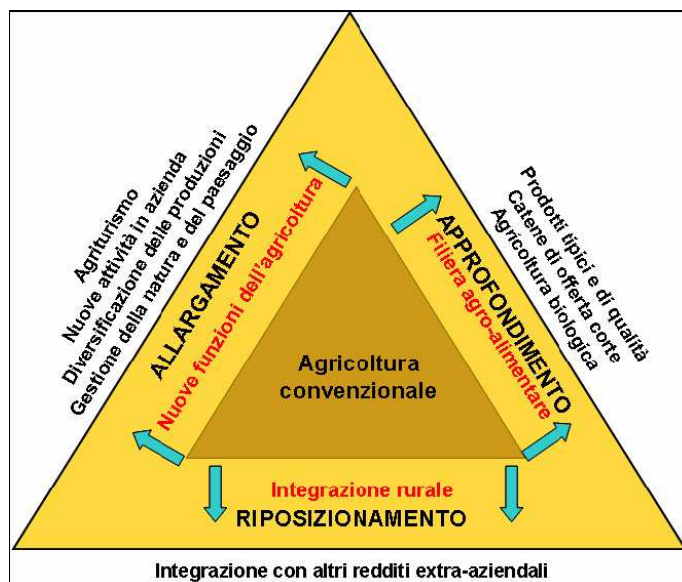 Agriturismo
Nuove attività in azienda
Diversificazione delle produzioni
Gestione della natura e del paesaggio
ALLARGAMENTO
Nuove funzioni dell'agricoltura
Prodotti tipici e di qualità
Catene di offerta corte
Agricoltura biologica
APPROFONDIMENTO
Filiera agro-alimentare
Agricoltura
convenzionale
Integrazione rurale
RIPOSIZIONAMENTO
Integrazione con altri redditi extra-aziendali